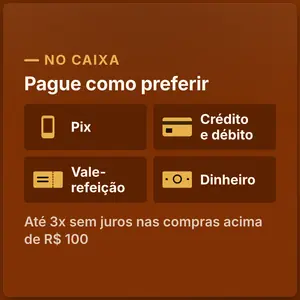 — NO CAIXA
Pague como preferir
Pix
Crédito
e débito
Vale-
refeição
Dinheiro
Até 3x sem juros nas compras acima
de R$ 100